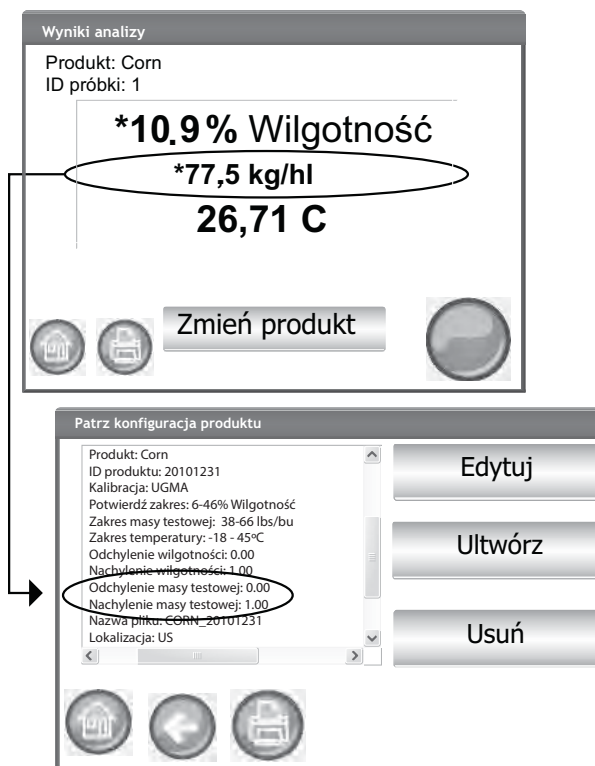 Wyniki analizy
Produkt: Corn
ID próbki: 1
*10.9% Wilgotność
*77,5 kg/hl
26,71 C
Zmień produkt
Patrz konfiguracja produktu
Produkt: Corn
ID produktu: 20101231
Kalibracja: UGMA
Potwierdź zakres: 6-46% Wilgotność
Zakres masy testowej: 38-66 lbs/bu
Zakres temperatury: -18 - 45ºC
Odchylenie wilgotności: 0.00
Nachylenie wilgotności: 1.00
Odchylenie masy testowej: 0.00
Nachylenie masy testowej: 1.00
Nazwa pliku: CORN_20101231
Lokalizacja: US
Edytuj
Ultwórz
Usuń